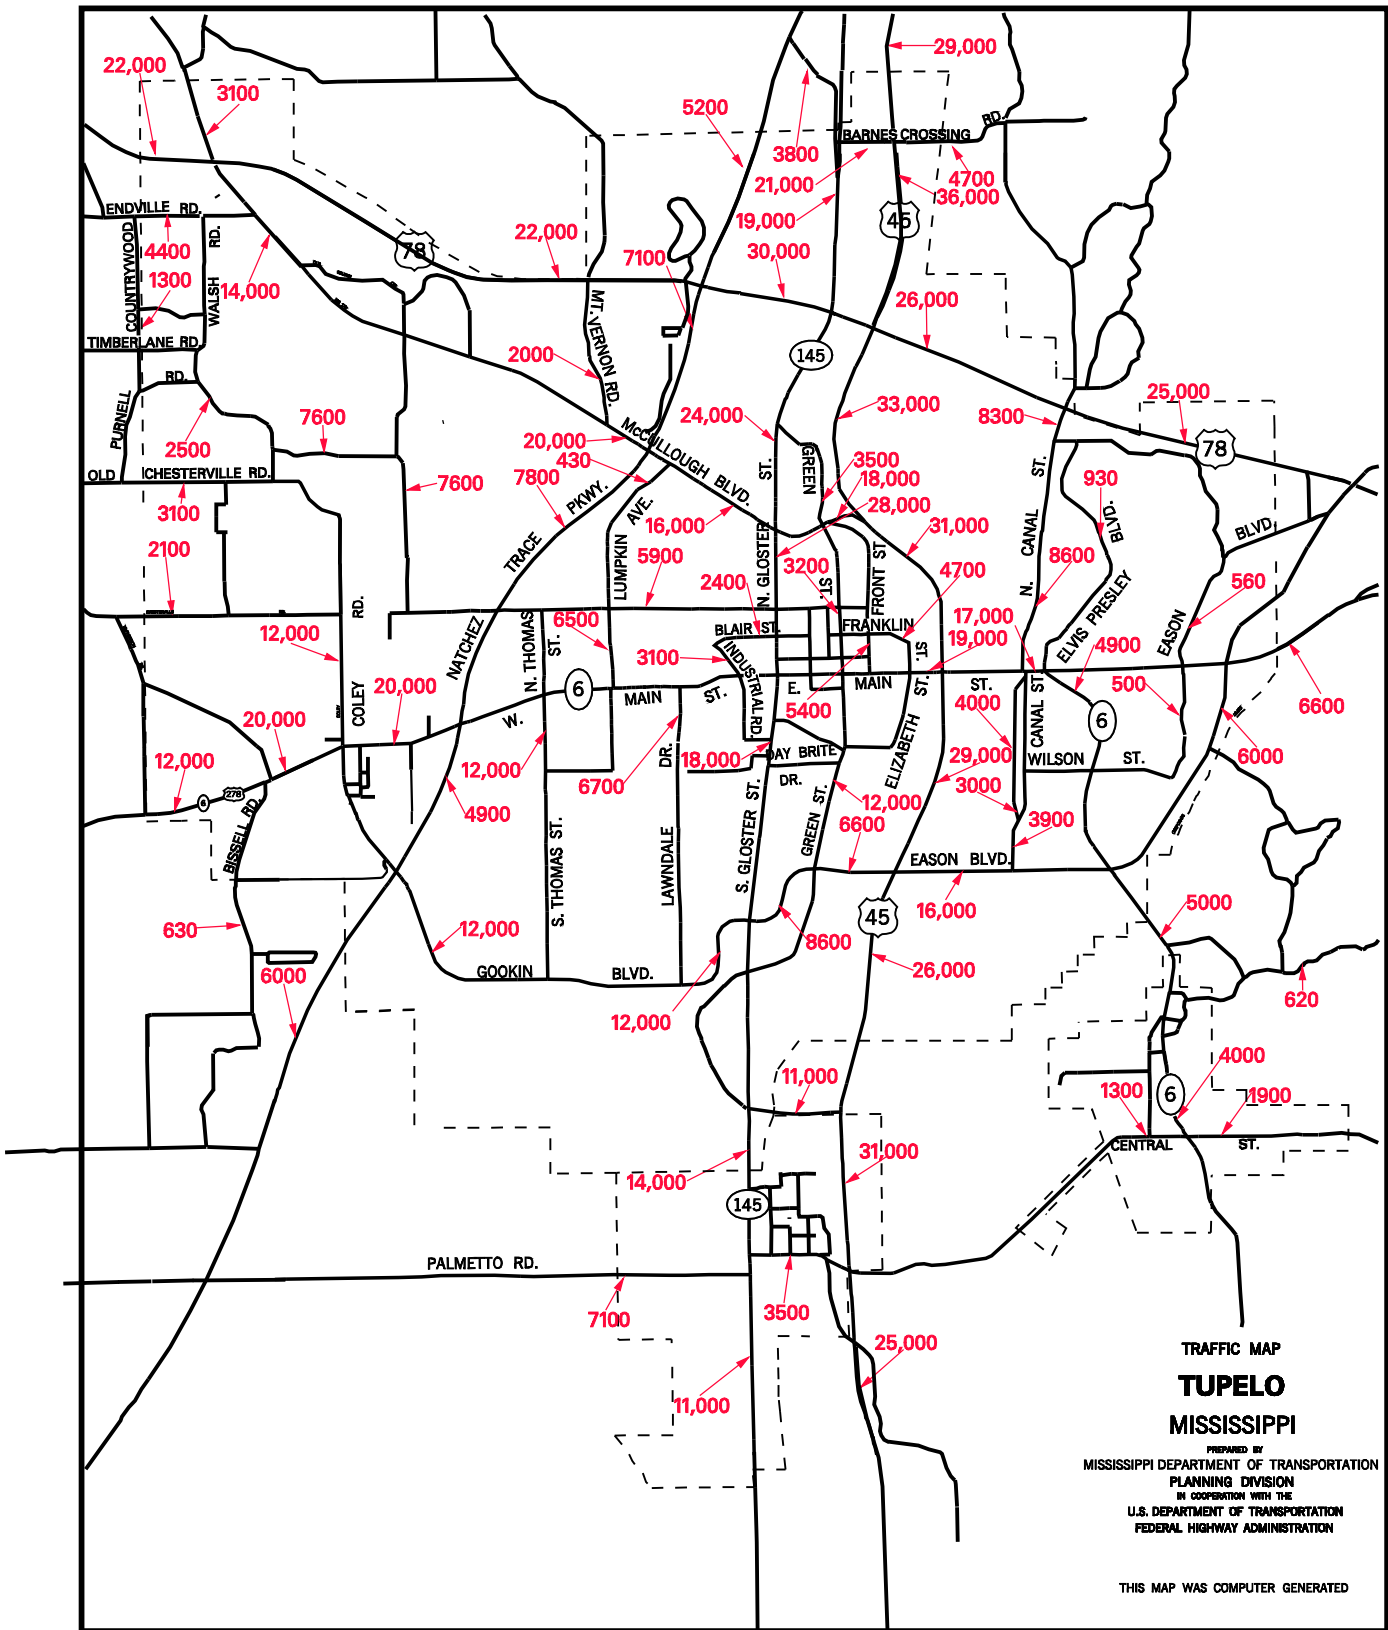 29,000
22,000
3100
5200
RD.
BARNES CROSSING
3800
4700
21,000
36,000
ENDVILLE RD.
19,000
45
22,000
RD.
4400
78
7100
30,000
COUNTRYWOOD
1300
WALSH
14,000
26,000
MT. VERNON RD.
TIMBERLANE RD.
145
2000
RD.
PURNELL
25,000
33,000
24,000
8300
7600
McCULLOUGH BLVD.
20,000
2500
78
430
ST.
GREEN
3500
OLD CHESTERVILLE RD.
7800
PKWY.
7600
18,000
930
ST.
3100
AVE.
28,000
BLVD.
16,000
31,000
BLVD.
TRACE
N. GLOSTER
CANAL
2100
5900
FRONT ST.
LUMPKIN
3200
4700
8600
2400
ST.
560
N.
ELVIS PRESLEY
RD.
6500
17,000
EASON
12,000
BLAIR ST.
FRANKLIN
19,000
NATCHEZ
N. THOMAS
ST.
4900
3100
INDUSTRIAL RD.
ST.
20,000
6
MAIN ST.
E. MAIN ST. ST.
500
COLEY
W.
5400
4000
CANAL ST.
6600
20,000
6
ELIZABETH
12,000
18,000
DAY BRITE
29,000
WILSON ST.
6000
12,000
6700
DR.
DR.
3000
6
278
4900
12,000
BISSELL RD.
GREEN ST.
6600
3900
S. GLOSTER ST.
EASON BLVD.
S. THOMAS ST.
LAWNDALE
16,000
5000
45
630
12,000
8600
6000
GOOKIN BLVD.
26,000
620
12,000
4000
11,000
1300
6
1900
CENTRAL ST.
31,000
14,000
145
PALMETTO RD.
7100
3500
25,000
11,000
TRAFFIC MAP
TUPELO
MISSISSIPPI
PREPARED BY
MISSISSIPPI DEPARTMENT OF TRANSPORTATION
PLANNING DIVISION
IN COOPERATION WITH THE
U.S. DEPARTMENT OF TRANSPORTATION
FEDERAL HIGHWAY ADMINISTRATION
THIS MAP WAS COMPUTER GENERATED